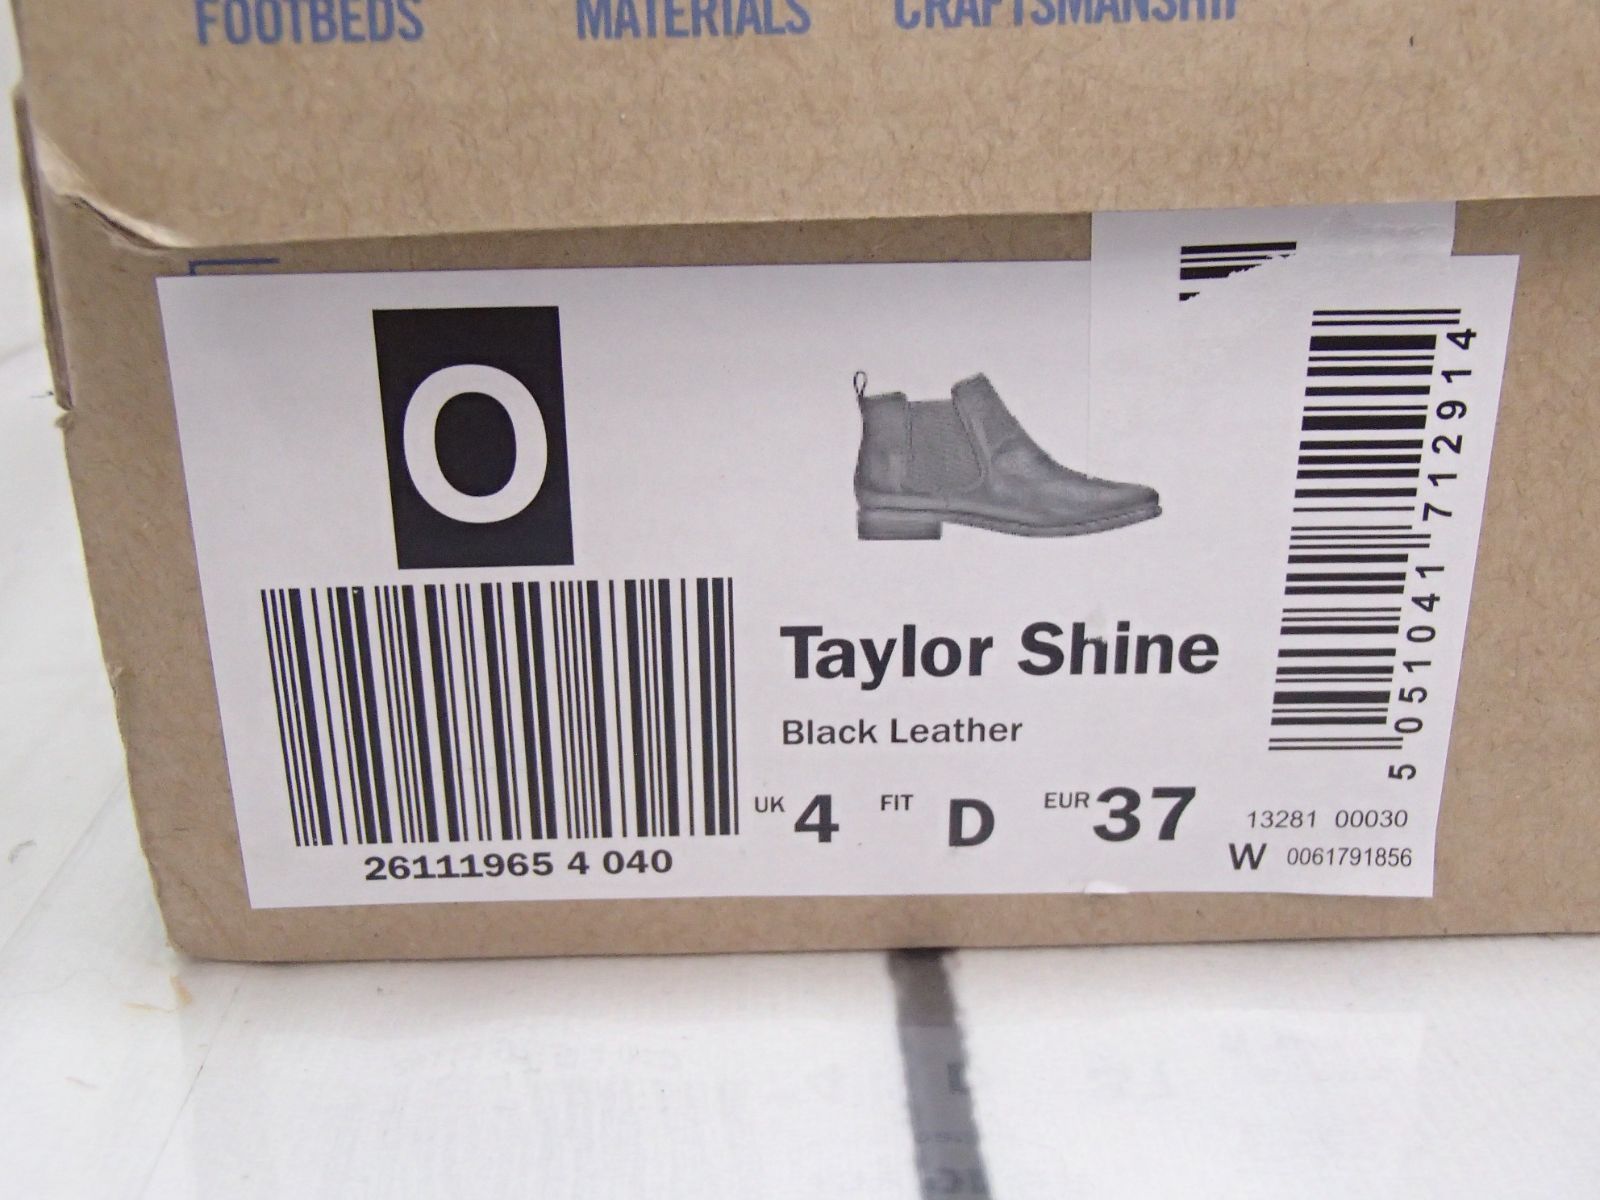 FOOTBEDS MATERIALS CRAFTSMANSHIP
O
Taylor Shine
Black Leather
UK 4 FIT D EUR 37
26111965 4 040
5 051041 712914
13281 00030
W 0061791856